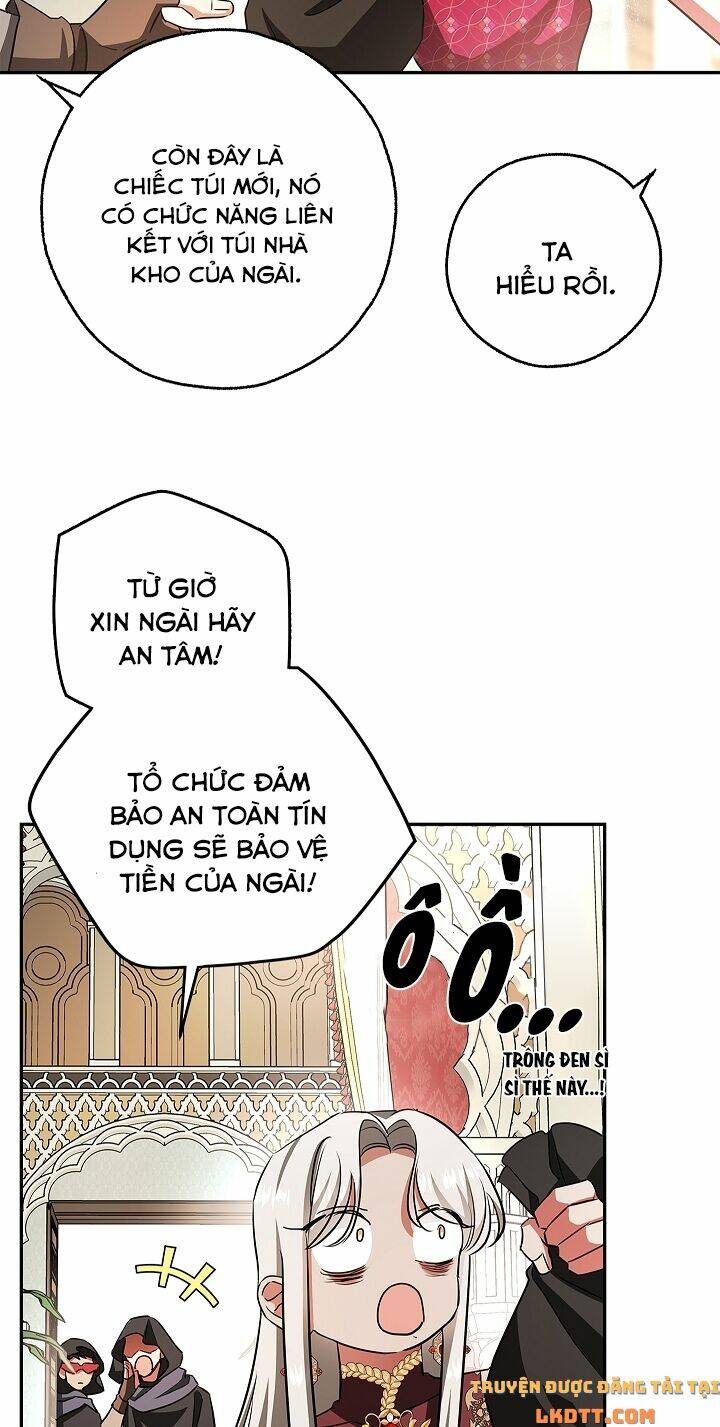 CÒN ĐÂY LÀ
CHIẾC TÚI MỚI, NÓ
CÓ CHỨC NĂNG LIÊN
KẾT VỚI TÚI NHÀ
KHO CỦA NGÀI.
TA
HIỂU RỒI.
TỪ GIỜ
XIN NGÀI HÃY
AN TÂM!
TỔ CHỨC ĐẢM
BẢO AN TOÀN TÍN
DỤNG SẼ BẢO VỆ
TIỀN CỦA NGÀI!
Ô Ồ...
TRÔNG ĐEN SÌ
SÌ THẾ NÀY...!
TRUYỆN ĐƯỢC ĐĂNG TẢI TẠI
LKDTT.COM